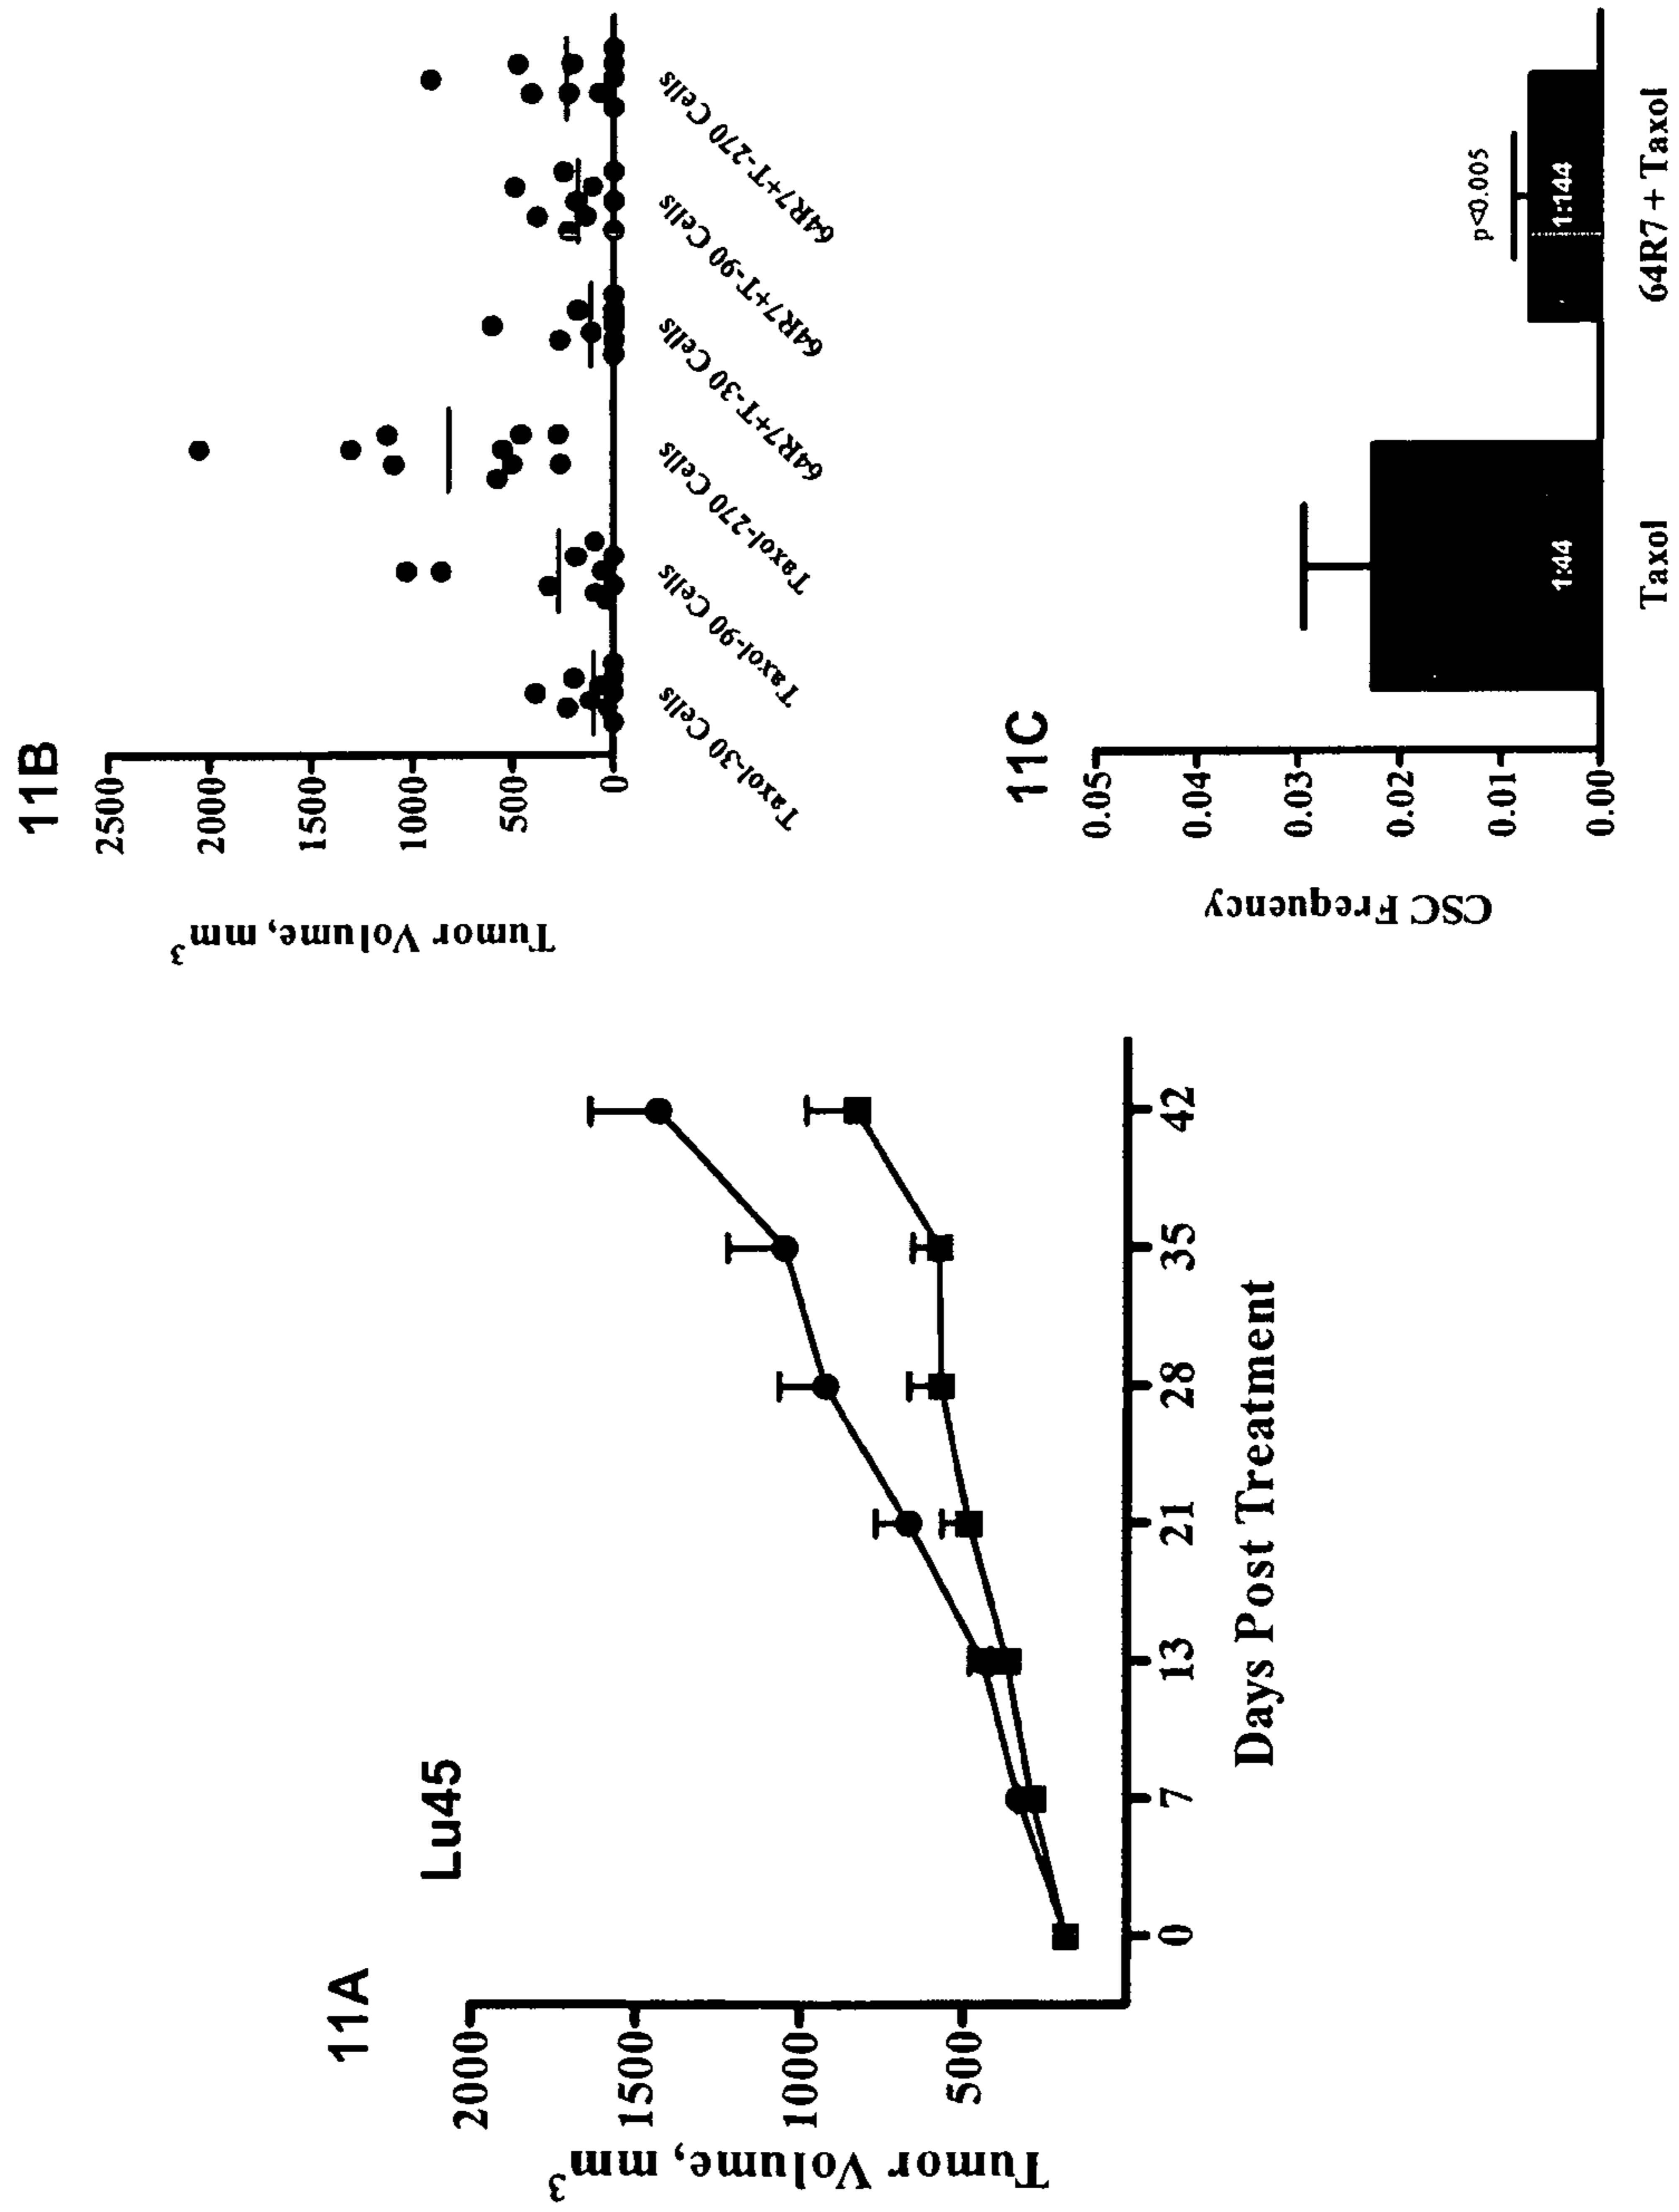 11A
Lu45
Tumor Volume, mm³
2000
1500
1000
500
0
7
13
21
28
35
42
Days Post Treatment
11B
Tumor Volume, mm³
2500
2000
1500
1000
500
0
Taxol-30 Cells
Taxol-90 Cells
Taxol-270 Cells
64R7+T-30 Cells
64R7+T-90 Cells
64R7+T-270 Cells
11C
CSC Frequency
0.05
0.04
0.03
0.02
0.01
0.00
1:44
p<0.005
1:144
Taxol
64R7 + Taxol